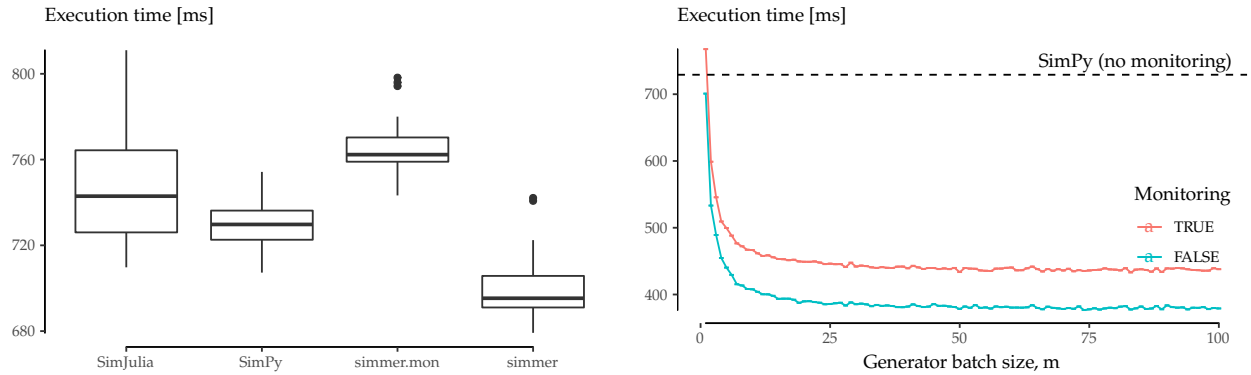 Execution time [ms]
800
760
720
680
SimJulia SimPy simmer.mon simmer
Execution time [ms]
SimPy (no monitoring)
700
600
500
400
Monitoring
a TRUE
a FALSE
0 25 50 75 100
Generator batch size, m